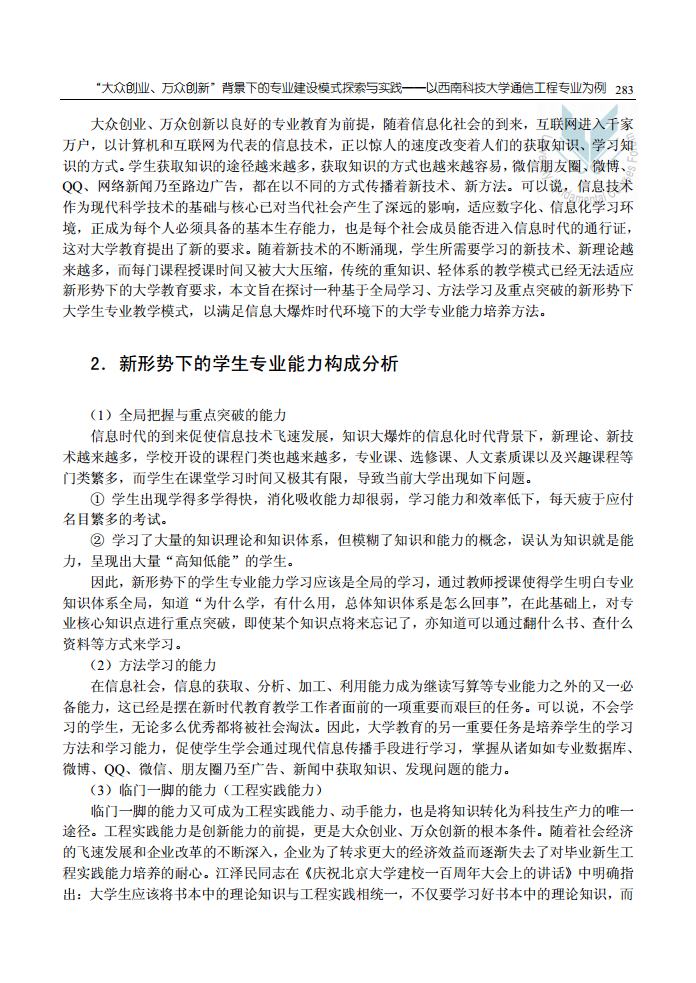 “大众创业、万众创新”背景下的专业建设模式探索与实践——以西南科技大学通信工程专业为例 283
大众创业、万众创新以良好的专业教育为前提，随着信息化社会的到来，互联网进入千家
万户，以计算机和互联网为代表的信息技术，正以惊人的速度改变着人们的获取知识、学习知
识的方式。学生获取知识的途径越来越多，获取知识的方式也越来越容易，微信朋友圈、微博、
QQ、网络新闻乃至路边广告，都在以不同的方式传播着新技术、新方法。可以说，信息技术
作为现代科学技术的基础与核心已对当代社会产生了深远的影响，适应数字化、信息化学习环
境，正成为每个人必须具备的基本生存能力，也是每个社会成员能否进入信息时代的通行证，
这对大学教育提出了新的要求。随着新技术的不断涌现，学生所需要学习的新技术、新理论越
来越多，而每门课程授课时间又被大大压缩，传统的重知识、轻体系的教学模式已经无法适应
新形势下的大学教育要求，本文旨在探讨一种基于全局学习、方法学习及重点突破的新形势下
大学生专业教学模式，以满足信息大爆炸时代环境下的大学专业能力培养方法。
2．新形势下的学生专业能力构成分析
（1）全局把握与重点突破的能力
信息时代的到来促使信息技术飞速发展，知识大爆炸的信息化时代背景下，新理论、新技
术越来越多，学校开设的课程门类也越来越多，专业课、选修课、人文素质课以及兴趣课程等
门类繁多，而学生在课堂学习时间又极其有限，导致当前大学出现如下问题。
① 学生出现学得多学得快，消化吸收能力却很弱，学习能力和效率低下，每天疲于应付
名目繁多的考试。
② 学习了大量的知识理论和知识体系，但模糊了知识和能力的概念，误认为知识就是能
力，呈现出大量“高知低能”的学生。
因此，新形势下的学生专业能力学习应该是全局的学习，通过教师授课使得学生明白专业
知识体系全局，知道“为什么学，有什么用，总体知识体系是怎么回事”，在此基础上，对专
业核心知识点进行重点突破，即使某个知识点将来忘记了，亦知道可以通过翻什么书、查什么
资料等方式来学习。
（2）方法学习的能力
在信息社会，信息的获取、分析、加工、利用能力成为继读写算等专业能力之外的又一必
备能力，这已经是摆在新时代教育教学工作者面前的一项重要而艰巨的任务。可以说，不会学
习的学生，无论多么优秀都将被社会淘汰。因此，大学教育的另一重要任务是培养学生的学习
方法和学习能力，促使学生学会通过现代信息传播手段进行学习，掌握从诸如如专业数据库、
微博、QQ、微信、朋友圈乃至广告、新闻中获取知识、发现问题的能力。
（3）临门一脚的能力（工程实践能力）
临门一脚的能力又可成为工程实践能力、动手能力，也是将知识转化为科技生产力的唯一
途径。工程实践能力是创新能力的前提，更是大众创业、万众创新的根本条件。随着社会经济
的飞速发展和企业改革的不断深入，企业为了转求更大的经济效益而逐渐失去了对毕业新生工
程实践能力培养的耐心。江泽民同志在《庆祝北京大学建校一百周年大会上的讲话》中明确指
出：大学生应该将书本中的理论知识与工程实践相统一，不仅要学习好书本中的理论知识，而